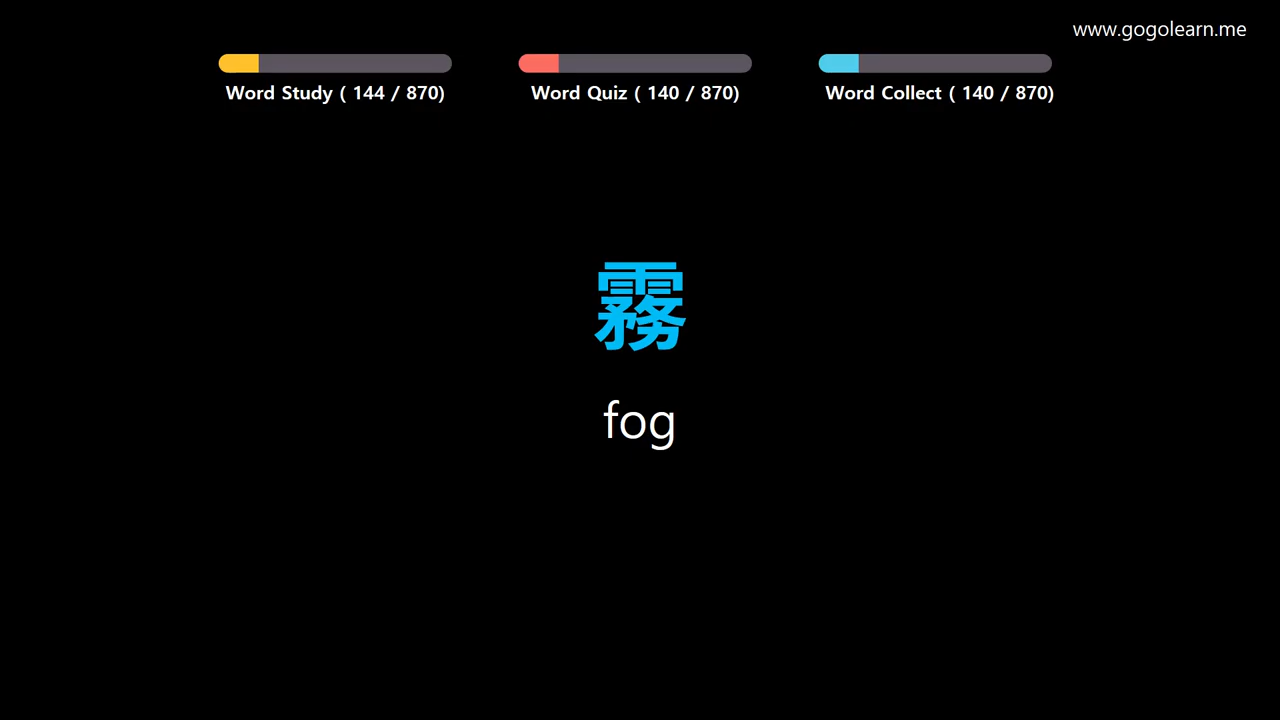 www.gogolearn.me
Word Study ( 144 / 870)
Word Quiz ( 140 / 870)
Word Collect ( 140 / 870)
霧
fog